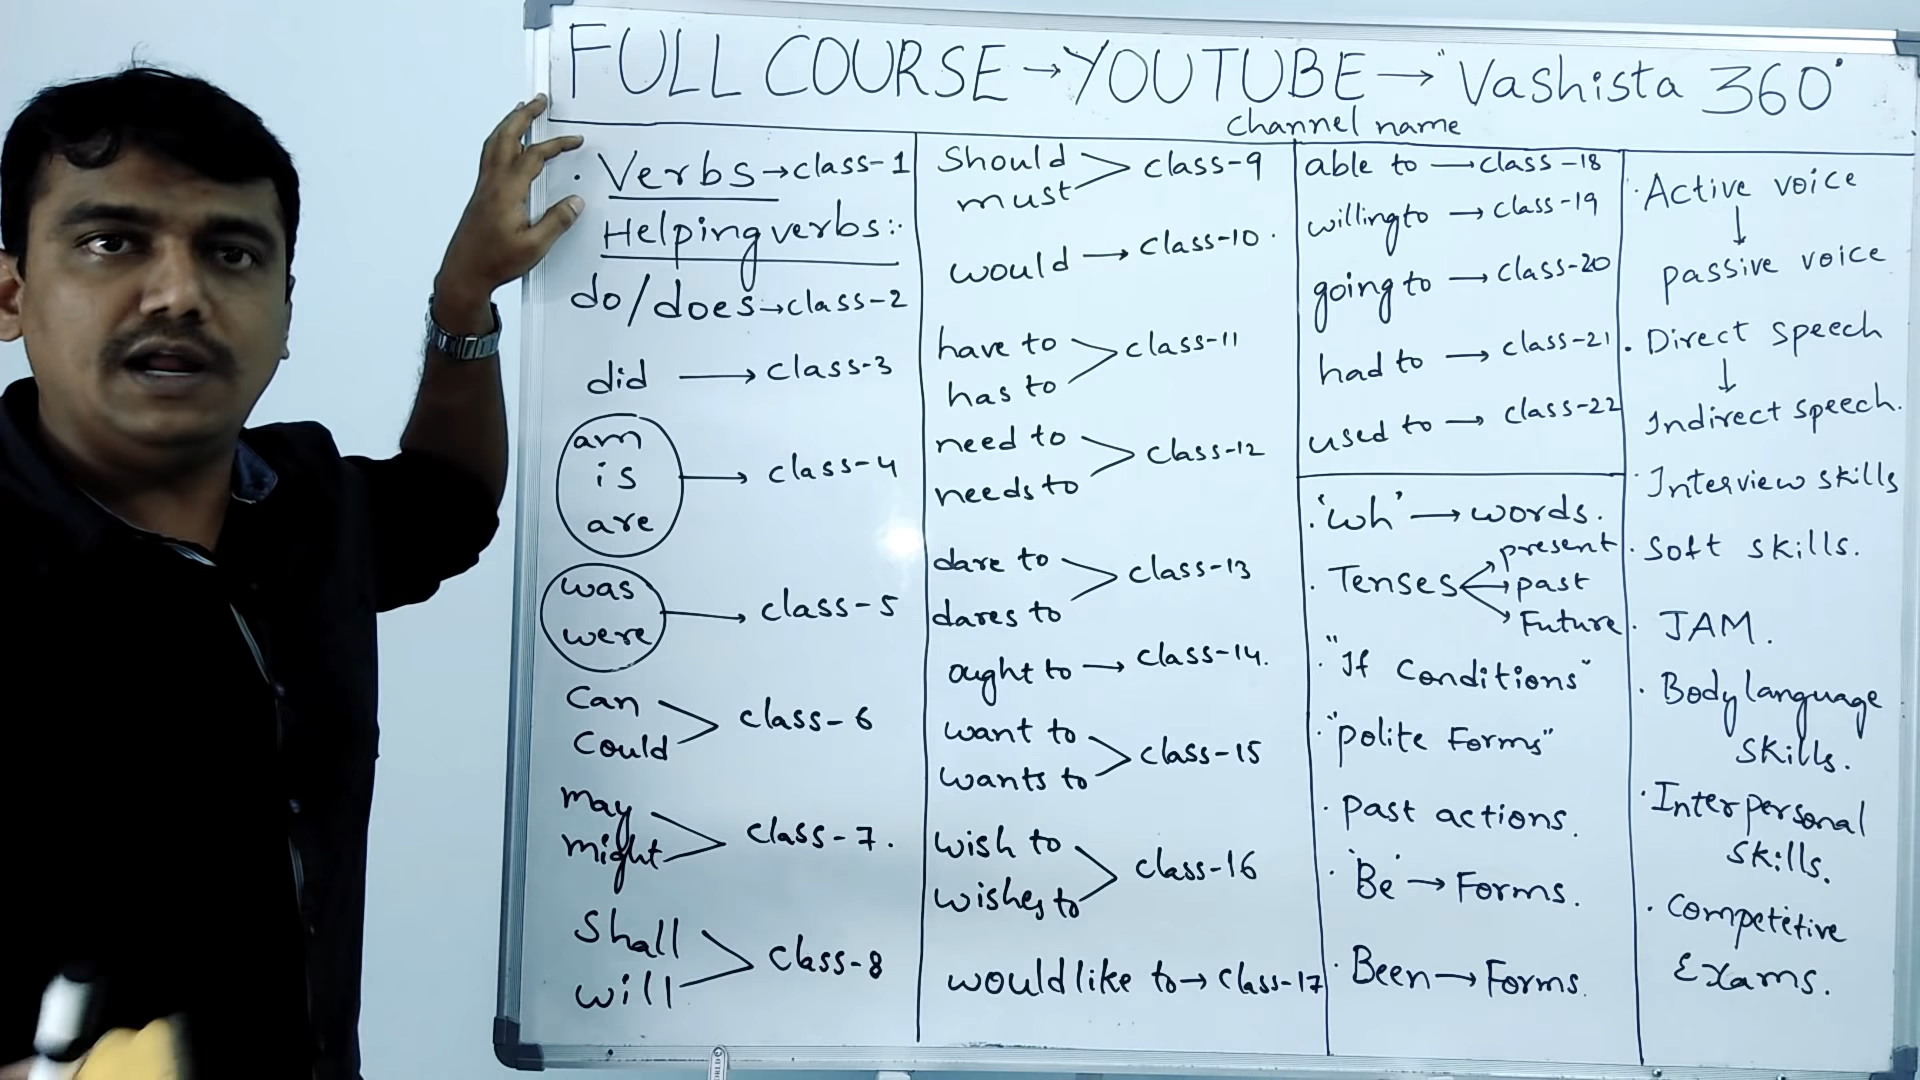 FULL COURSE → YOUTUBE → "Vashista 360"
channel name
. Verbs → class-1
Helping verbs:-
do/does → class-2
did → class-3
am
is
are → class-4
was
were → class-5
Can
Could > class-6
may
might > class-7.
Shall
will > class-8
Should
must > class-9
would → class-10.
have to
has to > class-11
need to
needs to > class-12
dare to
dares to > class-13
ought to → class-14.
want to
wants to > class-15
wish to
wishes to > class-16
would like to → class-17
able to — class-18
willing to → class-19
going to → class-20
had to → class-21
used to → class-22
. 'wh' → words.
. Tenses → present
→ past
→ Future
. "If Conditions"
. "polite Forms"
. past actions.
. 'Be' → Forms.
. Been → Forms.
. Active voice
↓
passive voice
. Direct speech
↓
Indirect speech.
. Interview skills
. Soft skills.
. JAM.
. Body language
skills.
. Interpersonal
skills.
. Competetive
Exams.